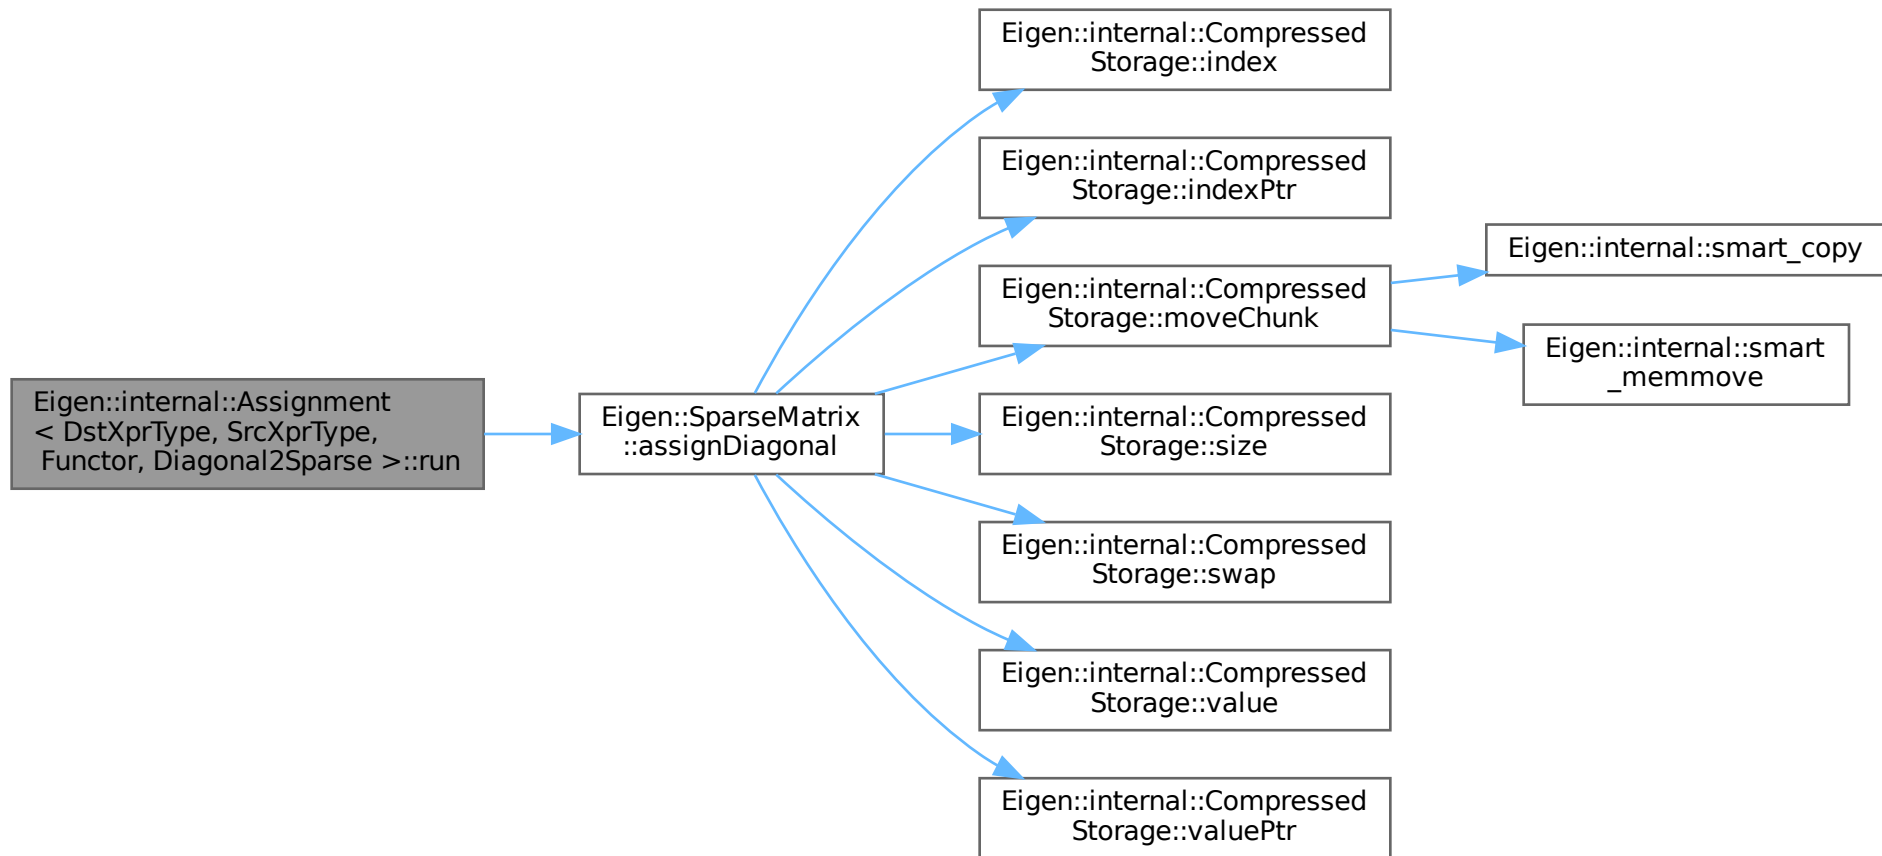 Eigen::internal::Assignment
< DstXprType, SrcXprType,
Functor, Diagonal2Sparse >::run
Eigen::SparseMatrix
::assignDiagonal
Eigen::internal::Compressed
Storage::index
Eigen::internal::Compressed
Storage::indexPtr
Eigen::internal::Compressed
Storage::moveChunk
Eigen::internal::Compressed
Storage::size
Eigen::internal::Compressed
Storage::swap
Eigen::internal::Compressed
Storage::value
Eigen::internal::Compressed
Storage::valuePtr
Eigen::internal::smart_copy
Eigen::internal::smart
_memmove